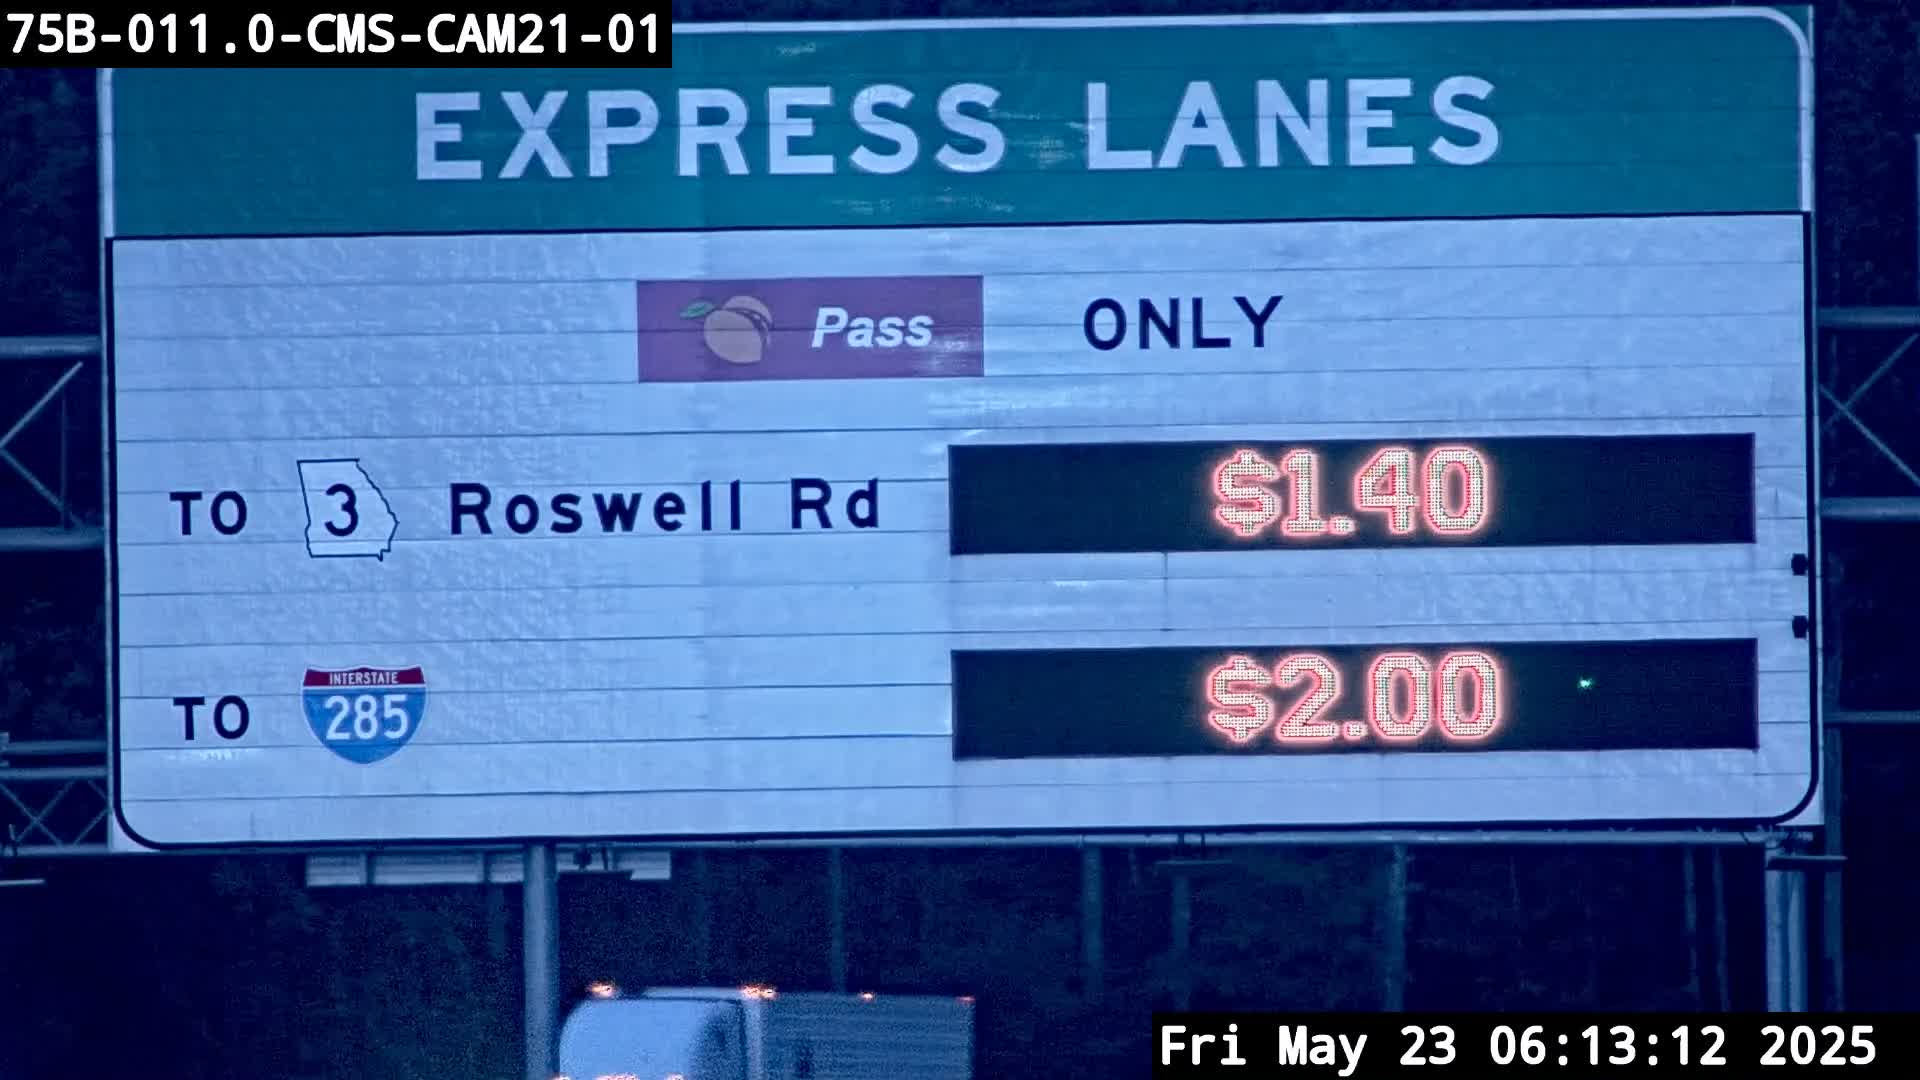 75B-011.0-CMS-CAM21-01
EXPRESS LANES
Pass ONLY
TO 3 Roswell Rd $1.40
TO INTERSTATE 285 $2.00
Fri May 23 06:13:12 2025